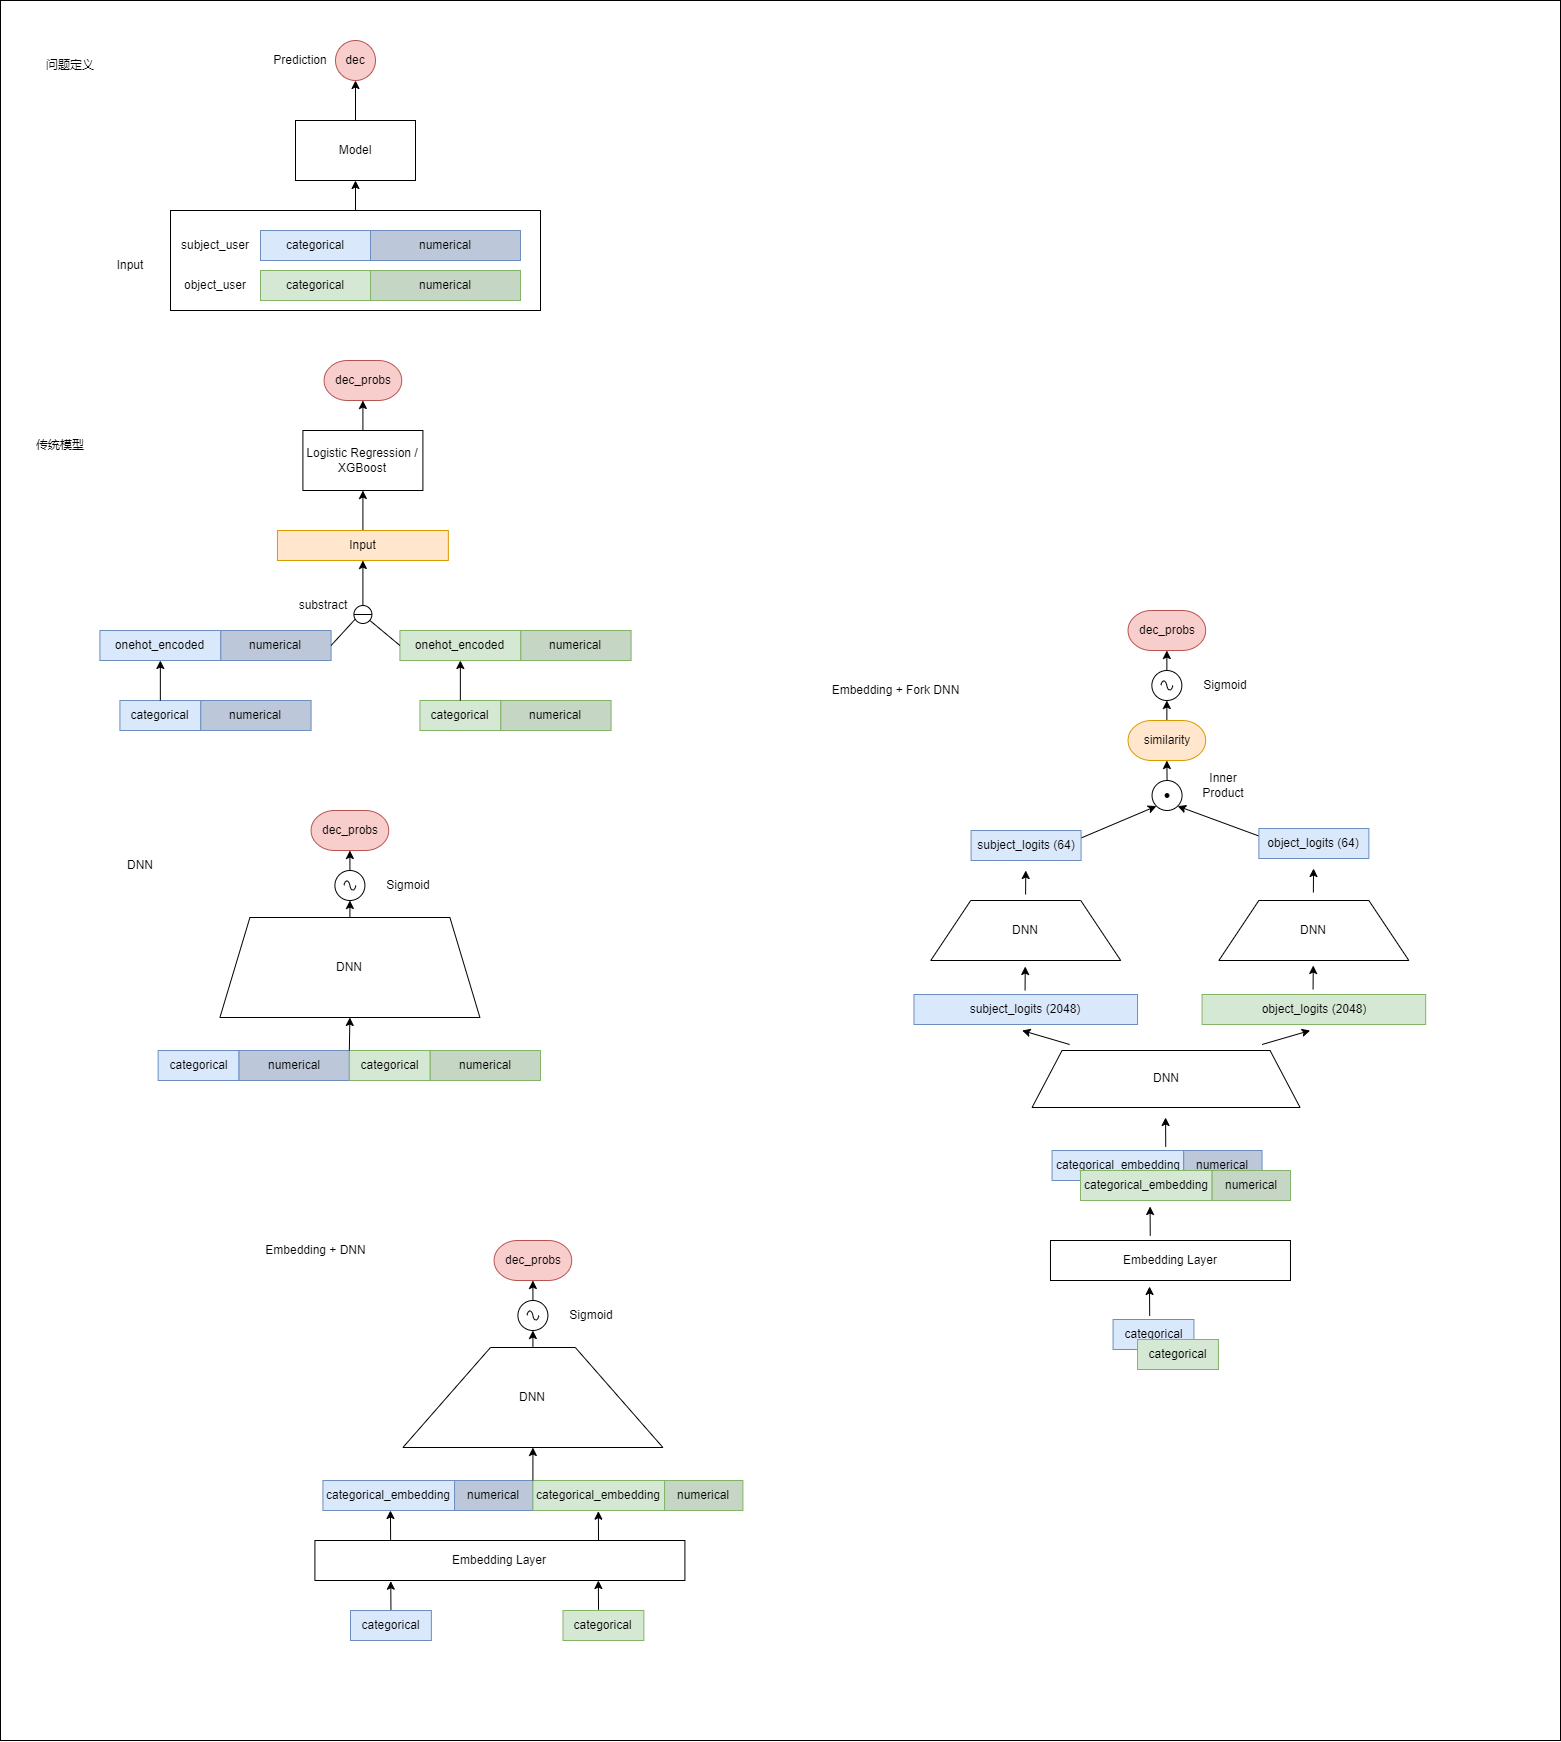 问题定义
Prediction
dec
Model
Input
subject_user
categorical
numerical
object_user
categorical
numerical
传统模型
dec_probs
Logistic Regression /
XGBoost
Input
substract
onehot_encoded
numerical
onehot_encoded
numerical
categorical
numerical
categorical
numerical
DNN
dec_probs
Sigmoid
DNN
categorical
numerical
categorical
numerical
Embedding + DNN
dec_probs
Sigmoid
DNN
categorical_embedding
numerical
categorical_embedding
numerical
Embedding Layer
categorical
categorical
Embedding + Fork DNN
dec_probs
Sigmoid
similarity
Inner
Product
subject_logits (64)
object_logits (64)
DNN
DNN
subject_logits (2048)
object_logits (2048)
DNN
categorical_embedding
numerical
categorical_embedding
numerical
Embedding Layer
categorical
categorical